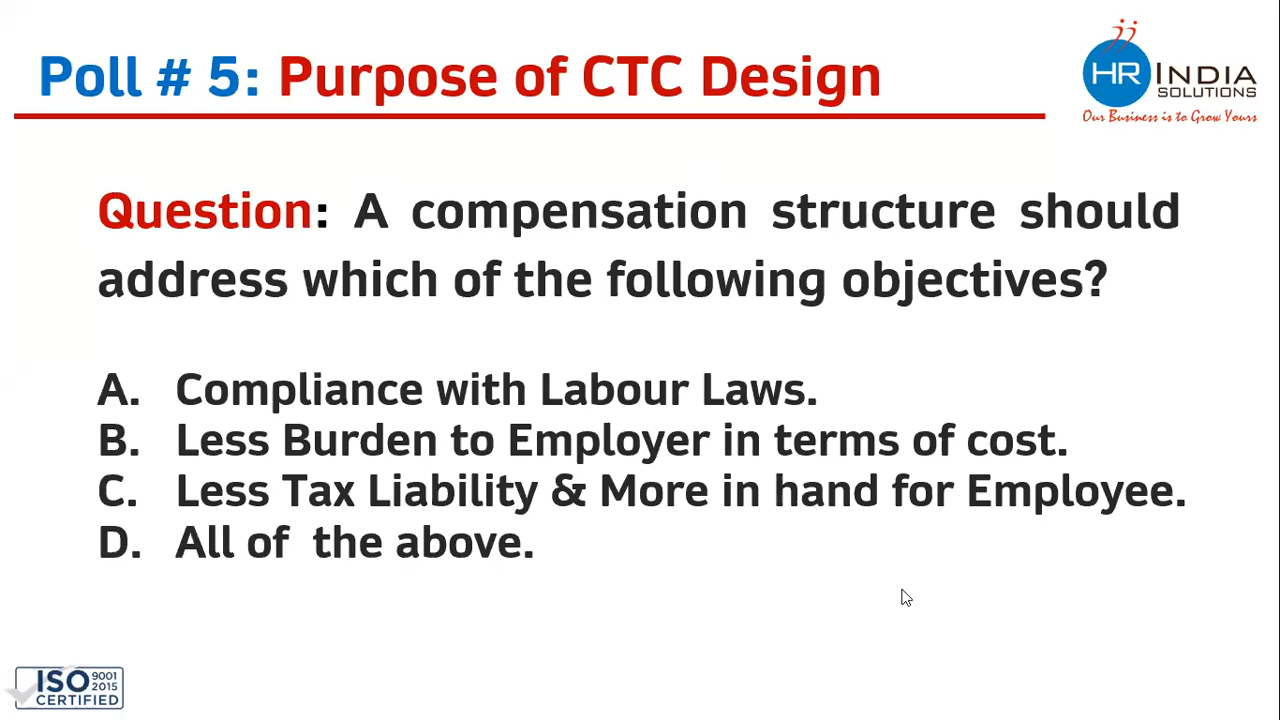 Poll # 5: Purpose of CTC Design
HR INDIA
SOLUTIONS
Our Business is to Grow Yours
Question: A compensation structure should
address which of the following objectives?
A. Compliance with Labour Laws.
B. Less Burden to Employer in terms of cost.
C. Less Tax Liability & More in hand for Employee.
D. All of the above.
ISO 9001
2015
CERTIFIED